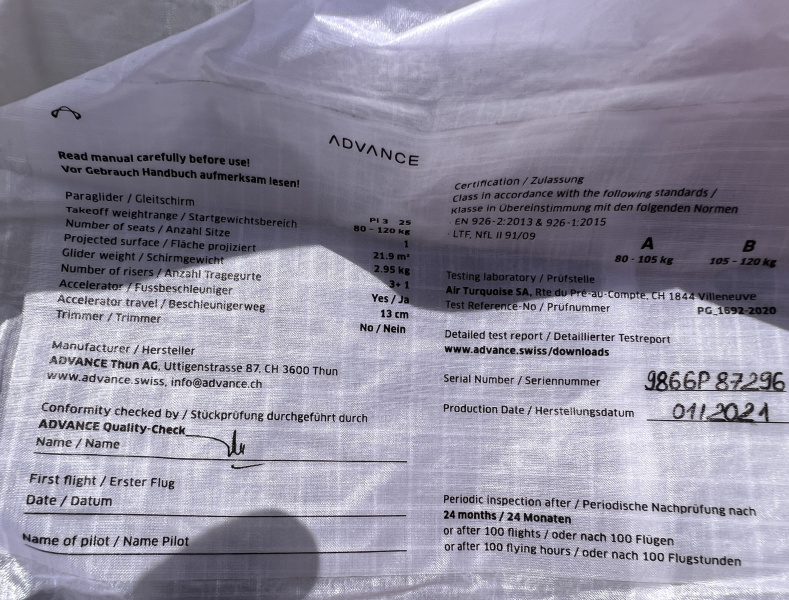 ADVANCE
Read manual carefully before use!
Vor Gebrauch Handbuch aufmerksam lesen!
Paraglider / Gleitschirm PI 3 25
Takeoff weightrange / Startgewichtsbereich 80 – 120 kg
Number of seats / Anzahl Sitze 1
Projected surface / Fläche projiziert 21.9 m²
Glider weight / Schirmgewicht 2.95 kg
Number of risers / Anzahl Tragegurte 3+1
Accelerator / Fussbeschleuniger Yes / Ja
Accelerator travel / Beschleunigerweg 13 cm
Trimmer / Trimmer No / Nein
Manufacturer / Hersteller
ADVANCE Thun AG, Uttigenstrasse 87, CH 3600 Thun
www.advance.swiss, info@advance.ch
Conformity checked by / Stückprüfung durchgeführt durch
ADVANCE Quality-Check
Name / Name
First flight / Erster Flug
Date / Datum
Name of pilot / Name Pilot
Certification / Zulassung
Class in accordance with the following standards /
Klasse in Übereinstimmung mit den folgenden Normen
· EN 926-2:2013 & 926-1:2015
· LTF, NfL II 91/09
A B
80 - 105 kg 105 – 120 kg
Testing laboratory / Prüfstelle
Air Turquoise SA, Rte du Pré-au-Compte, CH 1844 Villeneuve
Test Reference-No / Prüfnummer PG_1692-2020
Detailed test report / Detaillierter Testreport
www.advance.swiss/downloads
Serial Number / Seriennummer 9866P 87296
Production Date / Herstellungsdatum 01/2021
Periodic inspection after / Periodische Nachprüfung nach
24 months / 24 Monaten
or after 100 flights / oder nach 100 Flügen
or after 100 flying hours / oder nach 100 Flugstunden